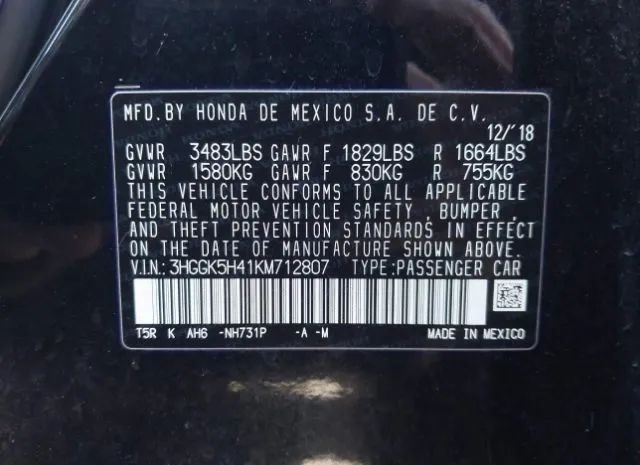 MFD.BY HONDA DE MEXICO S.A. DE C.V.
12/'18
GVWR 3483LBS GAWR F 1829LBS R 1664LBS
GVWR 1580KG GAWR F 830KG R 755KG
THIS VEHICLE CONFORMS TO ALL APPLICABLE
FEDERAL MOTOR VEHICLE SAFETY , BUMPER ,
AND THEFT PREVENTION STANDARDS IN EFFECT
ON THE DATE OF MANUFACTURE SHOWN ABOVE.
V.I.N.:3HGGK5H41KM712807 TYPE:PASSENGER CAR
T5R K AH6 -NH731P -A -M MADE IN MEXICO